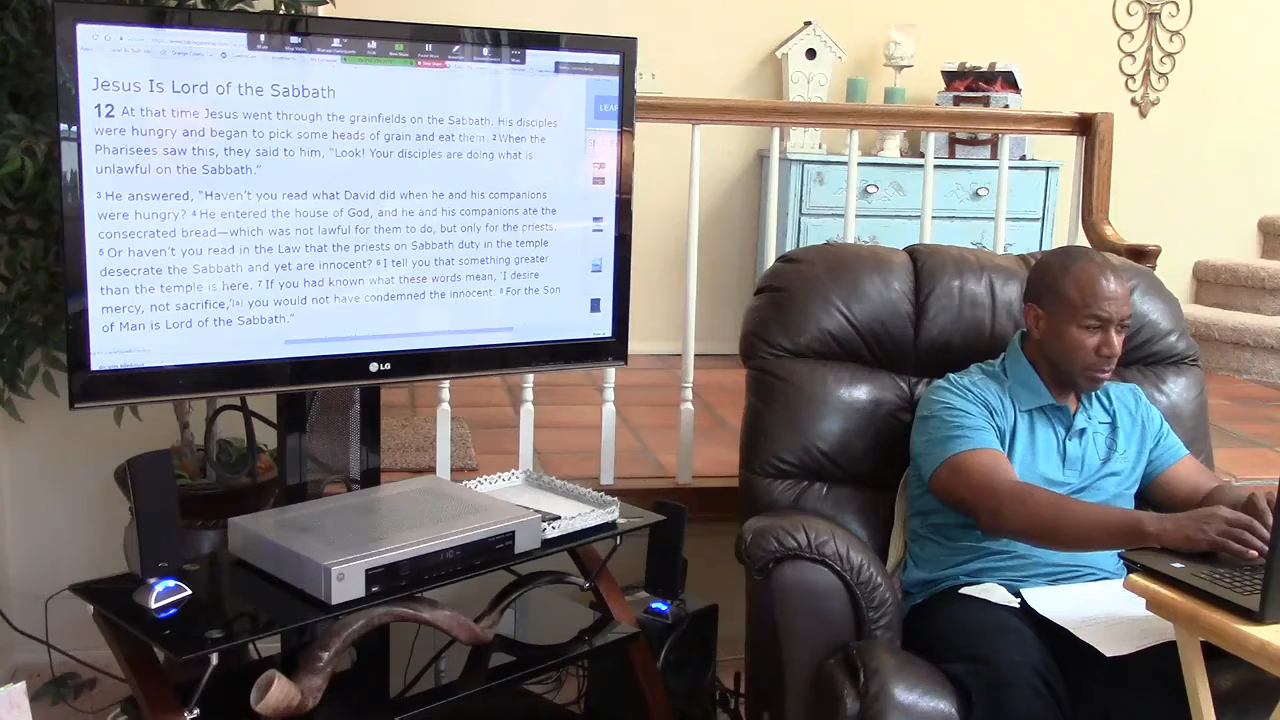 Jesus Is Lord of the Sabbath
12 At that time Jesus went through the grainfields on the Sabbath. His disciples
were hungry and began to pick some heads of grain and eat them. 2 When the
Pharisees saw this, they said to him, “Look! Your disciples are doing what is
unlawful on the Sabbath.”
3 He answered, “Haven’t you read what David did when he and his companions
were hungry? 4 He entered the house of God, and he and his companions ate the
consecrated bread—which was not lawful for them to do, but only for the priests.
5 Or haven’t you read in the Law that the priests on Sabbath duty in the temple
desecrate the Sabbath and yet are innocent? 6 I tell you that something greater
than the temple is here. 7 If you had known what these words mean, ‘I desire
mercy, not sacrifice,’[a] you would not have condemned the innocent. 8 For the Son
of Man is Lord of the Sabbath.”
LEAR
LG